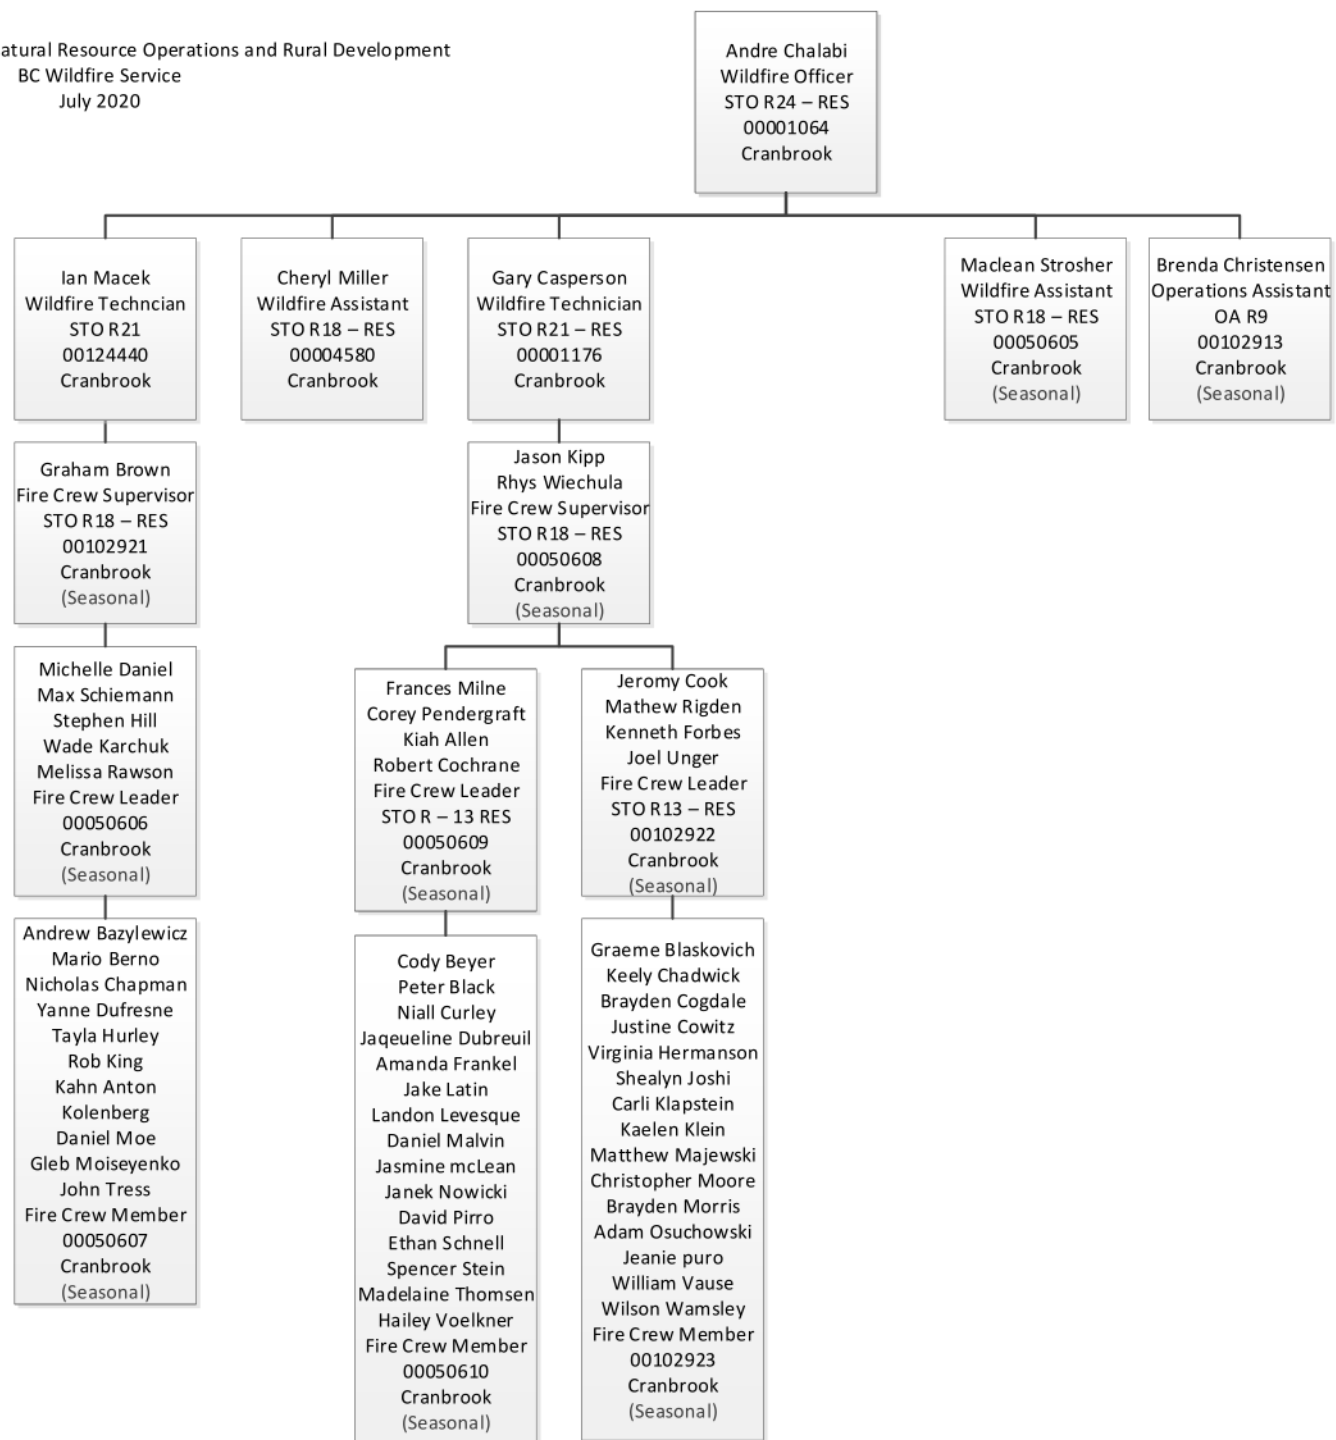 atural Resource Operations and Rural Development
BC Wildfire Service
July 2020
Andre Chalabi
Wildfire Officer
STO R24 – RES
00001064
Cranbrook
Ian Macek
Wildfire Techncian
STO R21
00124440
Cranbrook
Cheryl Miller
Wildfire Assistant
STO R18 – RES
00004580
Cranbrook
Gary Casperson
Wildfire Technician
STO R21 – RES
00001176
Cranbrook
Maclean Strosher
Wildfire Assistant
STO R18 – RES
00050605
Cranbrook
(Seasonal)
Brenda Christensen
Operations Assistant
OA R9
00102913
Cranbrook
(Seasonal)
Graham Brown
Fire Crew Supervisor
STO R18 – RES
00102921
Cranbrook
(Seasonal)
Jason Kipp
Rhys Wiechula
Fire Crew Supervisor
STO R18 – RES
00050608
Cranbrook
(Seasonal)
Michelle Daniel
Max Schiemann
Stephen Hill
Wade Karchuk
Melissa Rawson
Fire Crew Leader
00050606
Cranbrook
(Seasonal)
Frances Milne
Corey Pendergraft
Kiah Allen
Robert Cochrane
Fire Crew Leader
STO R – 13 RES
00050609
Cranbrook
(Seasonal)
Jeromy Cook
Mathew Rigden
Kenneth Forbes
Joel Unger
Fire Crew Leader
STO R13 – RES
00102922
Cranbrook
(Seasonal)
Andrew Bazylewicz
Mario Berno
Nicholas Chapman
Yanne Dufresne
Tayla Hurley
Rob King
Kahn Anton
Kolenberg
Daniel Moe
Gleb Moiseyenko
John Tress
Fire Crew Member
00050607
Cranbrook
(Seasonal)
Cody Beyer
Peter Black
Niall Curley
Jaqeueline Dubreuil
Amanda Frankel
Jake Latin
Landon Levesque
Daniel Malvin
Jasmine mcLean
Janek Nowicki
David Pirro
Ethan Schnell
Spencer Stein
Madelaine Thomsen
Hailey Voelkner
Fire Crew Member
00050610
Cranbrook
(Seasonal)
Graeme Blaskovich
Keely Chadwick
Brayden Cogdale
Justine Cowitz
Virginia Hermanson
Shealyn Joshi
Carli Klapstein
Kaelen Klein
Matthew Majewski
Christopher Moore
Brayden Morris
Adam Osuchowski
Jeanie puro
William Vause
Wilson Wamsley
Fire Crew Member
00102923
Cranbrook
(Seasonal)